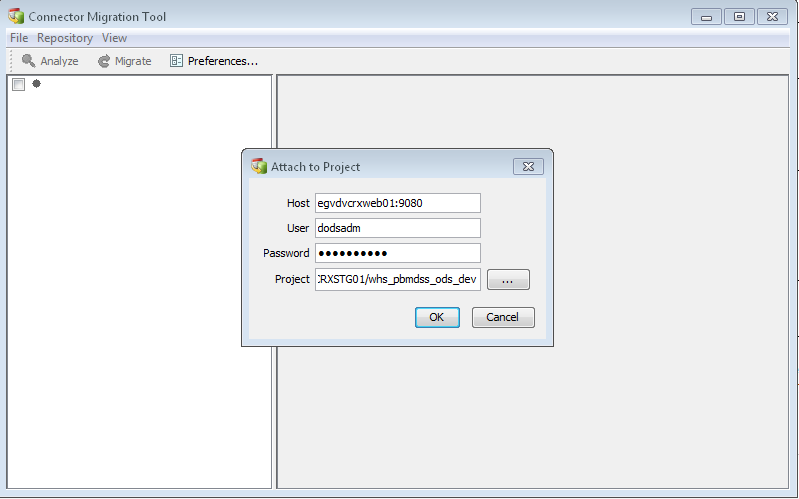 Connector Migration Tool
File Repository View
Analyze Migrate Preferences...
Attach to Project
Host egvdvcrxweb01:9080
User dodsadm
Password ●●●●●●●●●●
Project CRXSTG01/whs_pbmdss_ods_dev ...
OK Cancel